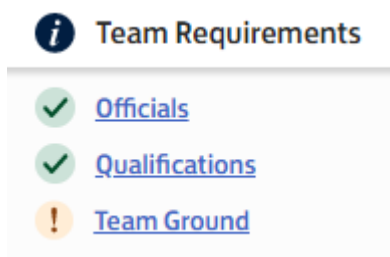 Team Requirements
Officials
Qualifications
Team Ground